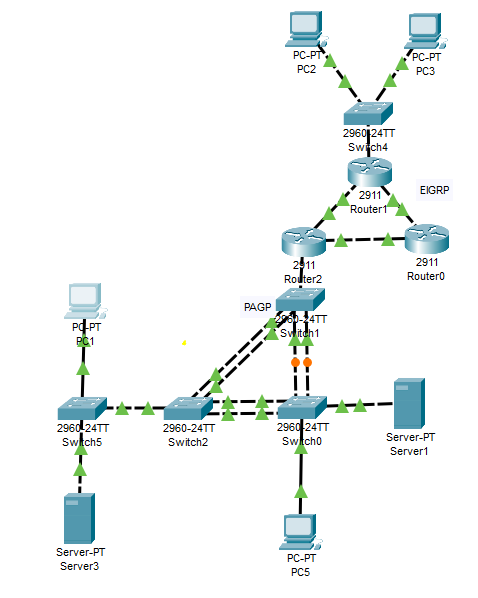 PC-PT
PC2
PC-PT
PC3
2960-24TT
Switch4
2911
Router1
EIGRP
2911
Router2
2911
Router0
PAGP
2960-24TT
Switch1
PC-PT
PC1
2960-24TT
Switch5
2960-24TT
Switch2
2960-24TT
Switch0
Server-PT
Server1
Server-PT
Server3
PC-PT
PC5